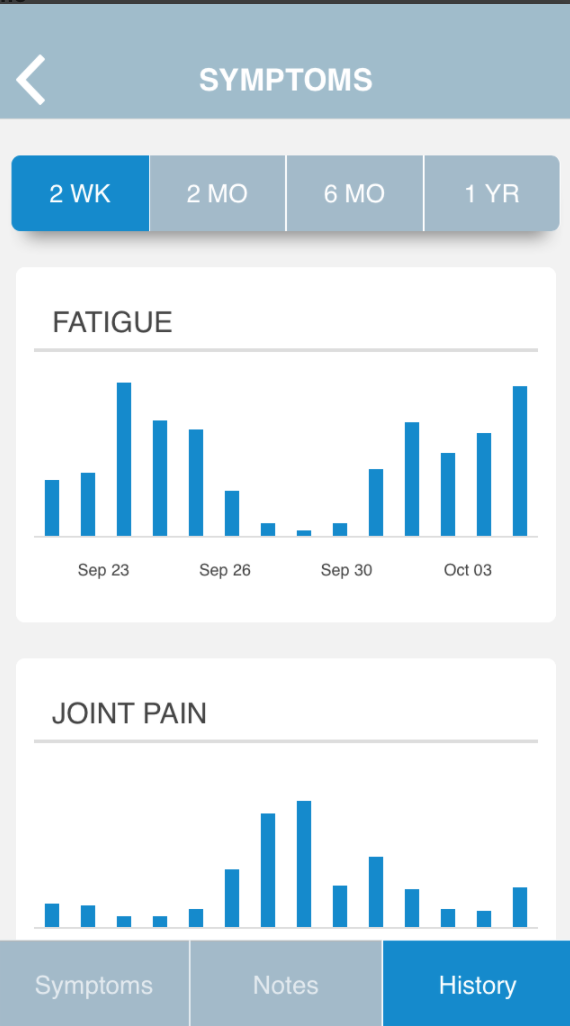 SYMPTOMS
2 WK 2 MO 6 MO 1 YR
FATIGUE
Sep 23 Sep 26 Sep 30 Oct 03
JOINT PAIN
Symptoms Notes History